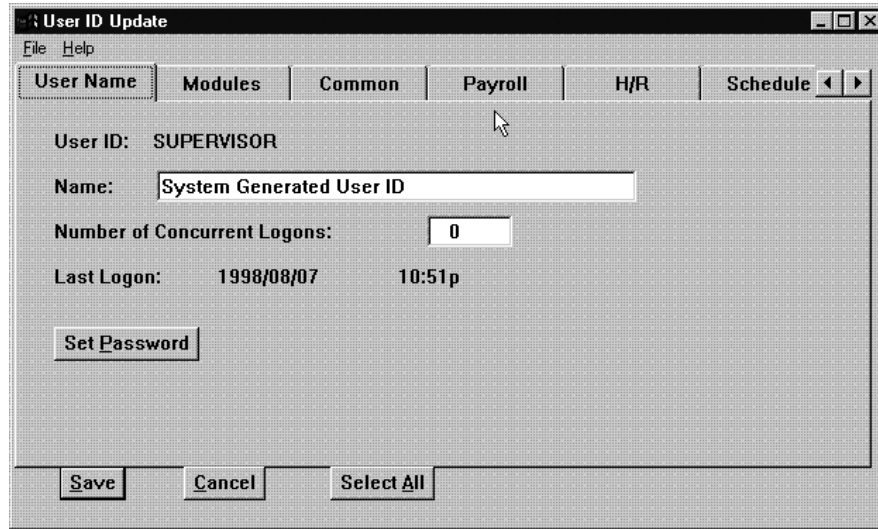 User ID Update
File Help
User Name Modules Common Payroll H/R Schedule
User ID: SUPERVISOR
Name: System Generated User ID
Number of Concurrent Logons: 0
Last Logon: 1998/08/07 10:51p
Set Password
Save Cancel Select All